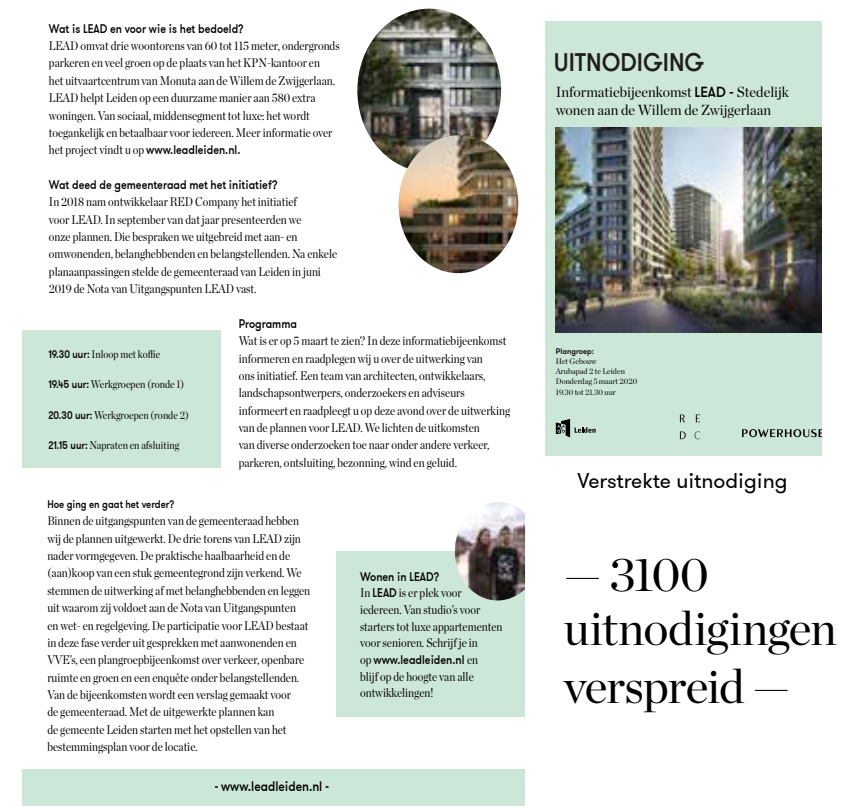 Wat is LEAD en voor wie is het bedoeld?
LEAD omvat drie woontorens van 60 tot 115 meter, ondergronds
parkeren en veel groen op de plaats van het KPN-kantoor en
het uitvaartcentrum van Monuta aan de Willem de Zwijgerlaan.
LEAD helpt Leiden op een duurzame manier aan 580 extra
woningen. Van sociaal, middensegment tot luxe: het wordt
toegankelijk en betaalbaar voor iedereen. Meer informatie over
het project vindt u op www.leadleiden.nl.
Wat deed de gemeenteraad met het initiatief?
In 2018 nam ontwikkelaar RED Company het initiatief
voor LEAD. In september van dat jaar presenteerden we
onze plannen. Die bespraken we uitgebreid met aan- en
omwonenden, belanghebbenden en belangstellenden. Na enkele
planaanpassingen stelde de gemeenteraad van Leiden in juni
2019 de Nota van Uitgangspunten LEAD vast.
19.30 uur: Inloop met koffie
19.45 uur: Werkgroepen (ronde 1)
20.30 uur: Werkgroepen (ronde 2)
21.15 uur: Napraten en afsluiting
Programma
Wat is er op 5 maart te zien? In deze informatiebijeenkomst
informeren en raadplegen wij u over de uitwerking van
ons initiatief. Een team van architecten, ontwikkelaars,
landschapsontwerpers, onderzoekers en adviseurs
informeert en raadpleegt u op deze avond over de uitwerking
van de plannen voor LEAD. We lichten de uitkomsten
van diverse onderzoeken toe naar onder andere verkeer,
parkeren, ontsluiting, bezonning, wind en geluid.
Hoe ging en gaat het verder?
Binnen de uitgangspunten van de gemeenteraad hebben
wij de plannen uitgewerkt. De drie torens van LEAD zijn
nader vormgegeven. De praktische haalbaarheid en de
(aan)koop van een stuk gemeentegrond zijn verkend. We
stemmen de uitwerking af met belanghebbenden en leggen
uit waarom zij voldoet aan de Nota van Uitgangspunten
en wet- en regelgeving. De participatie voor LEAD bestaat
in deze fase verder uit gesprekken met aanwonenden en
VVE's, een plangroepbijeenkomst over verkeer, openbare
ruimte en groen en een enquête onder belangstellenden.
Van de bijeenkomsten wordt een verslag gemaakt voor
de gemeenteraad. Met de uitgewerkte plannen kan
de gemeente Leiden starten met het opstellen van het
bestemmingsplan voor de locatie.
Wonen in LEAD?
In LEAD is er plek voor
iedereen. Van studio's voor
starters tot luxe appartementen
voor senioren. Schrijf je in
op www.leadleiden.nl en
blijf op de hoogte van alle
ontwikkelingen!
- www.leadleiden.nl -
UITNODIGING
Informatiebijeenkomst LEAD - Stedelijk
wonen aan de Willem de Zwijgerlaan
Plangroep:
Het Gebouw
Arubapad 2 te Leiden
Donderdag 5 maart 2020
19.30 tot 21.30 uur
Leiden
R E
D C
POWERHOUSE
Verstrekte uitnodiging
— 3100
uitnodigingen
verspreid —